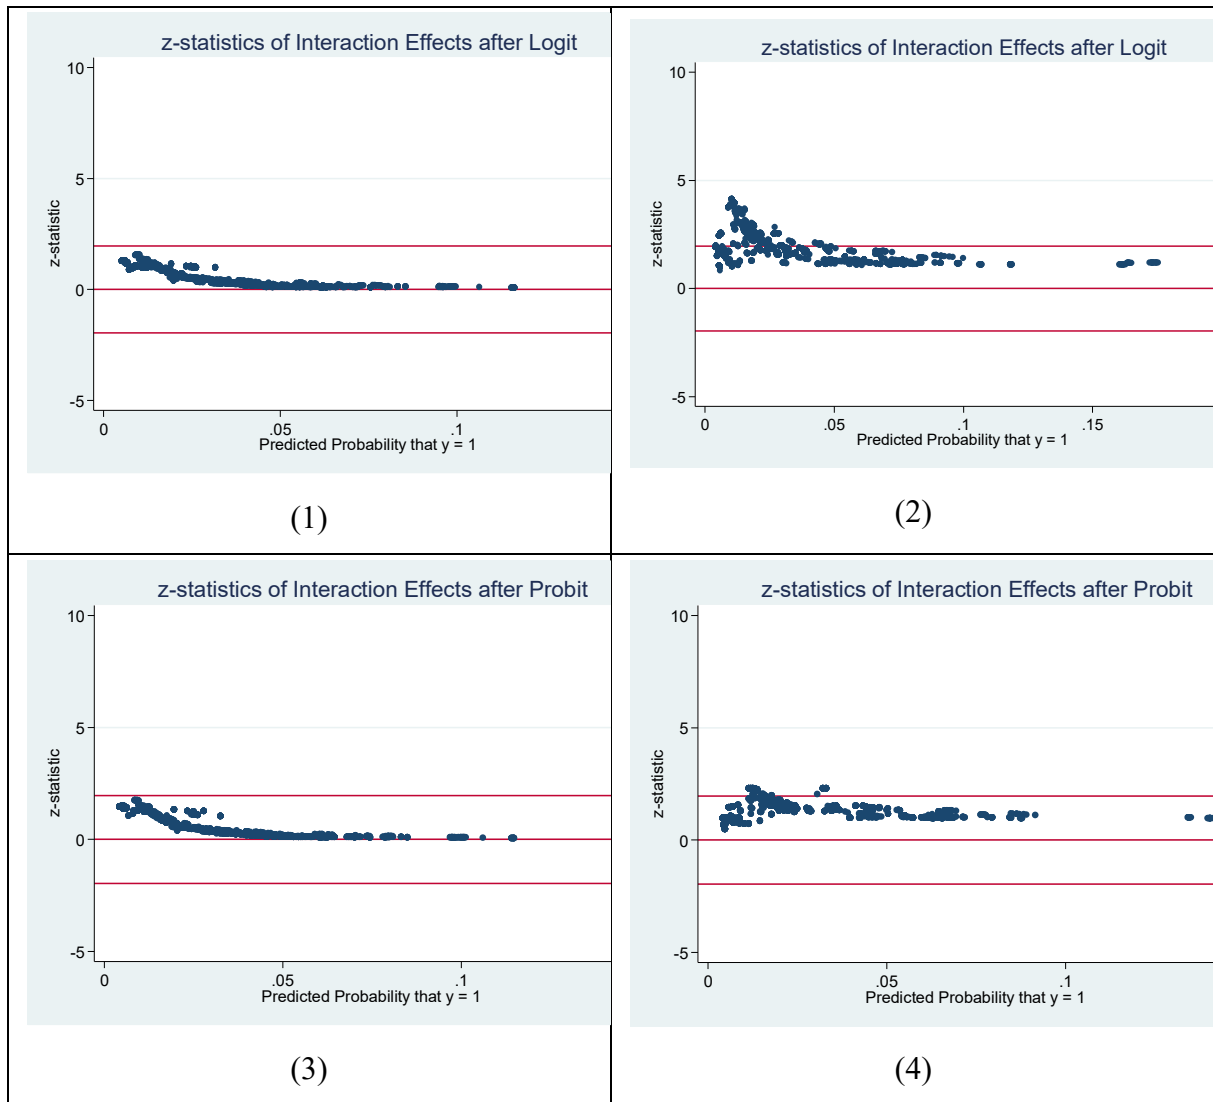 z-statistics of Interaction Effects after Logit
10
5
0
-5
z-statistic
0
.05
.1
Predicted Probability that y = 1
(1)
z-statistics of Interaction Effects after Logit
10
5
0
-5
z-statistic
0
.05
.1
.15
Predicted Probability that y = 1
(2)
z-statistics of Interaction Effects after Probit
10
5
0
-5
z-statistic
0
.05
.1
Predicted Probability that y = 1
(3)
z-statistics of Interaction Effects after Probit
10
5
0
-5
z-statistic
0
.05
.1
Predicted Probability that y = 1
(4)